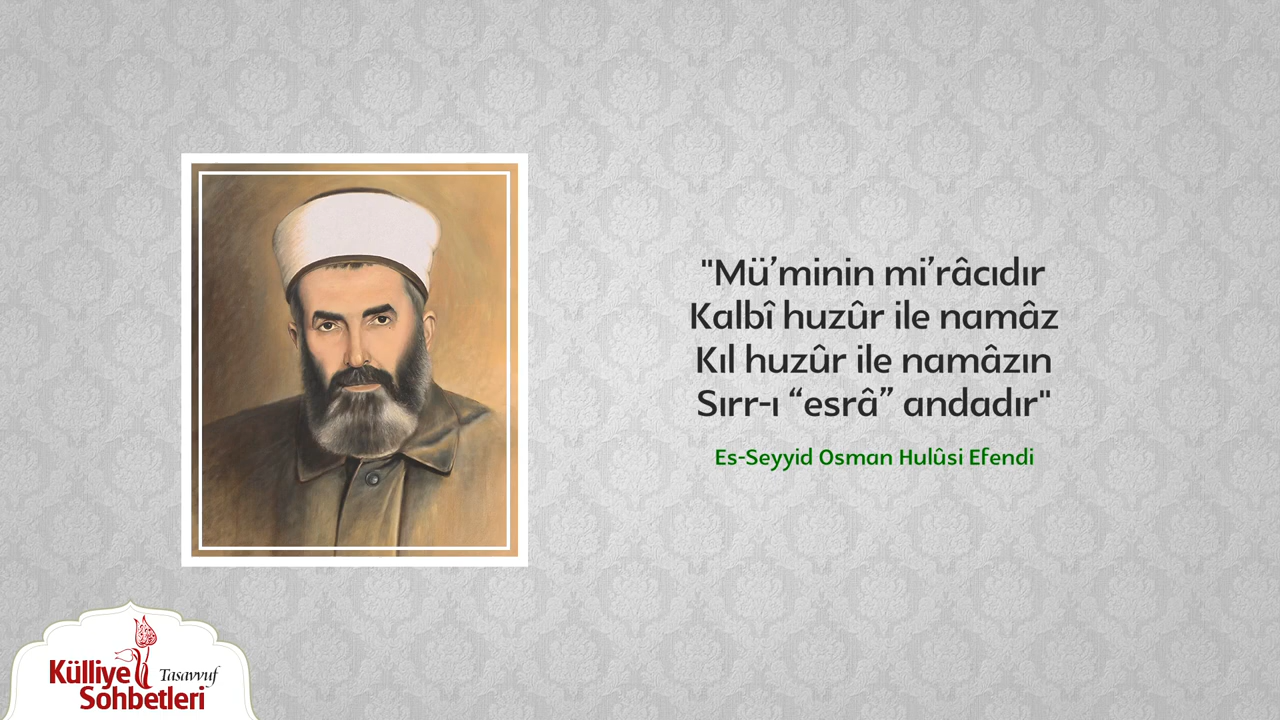 "Mü’minin mi’râcıdır
Kalbî huzûr ile namâz
Kıl huzûr ile namâzın
Sırr-ı “esrâ” andadır"
Es-Seyyid Osman Hulûsi Efendi
Külliye Tasavvuf
Sohbetleri